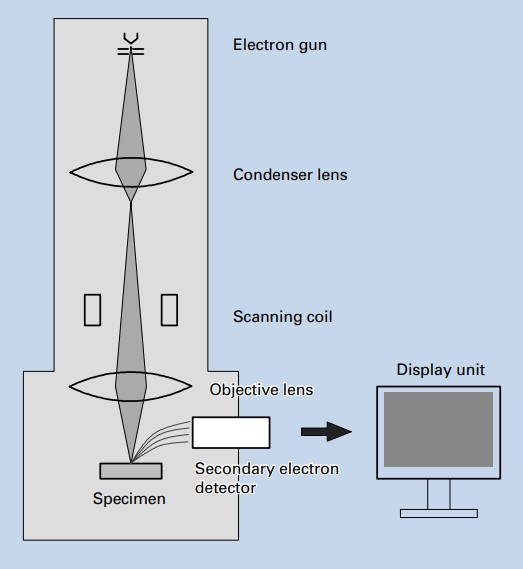 Electron gun
Condenser lens
Scanning coil
Display unit
Objective lens
Secondary electron
detector
Specimen